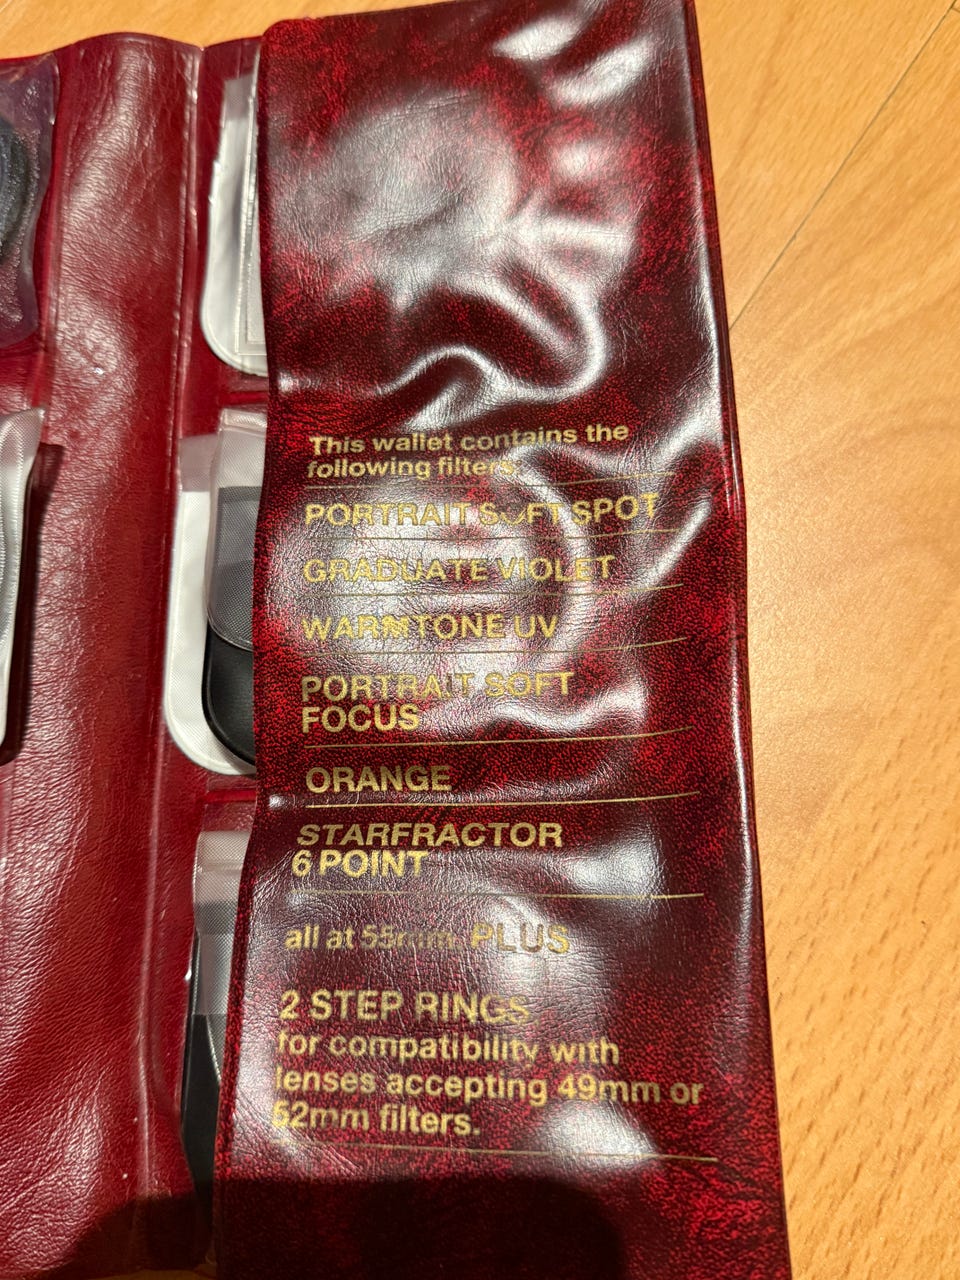 This wallet contains the
following filters:
PORTRAIT SOFT SPOT
GRADUATE VIOLET
WARMTONE UV
PORTRAIT SOFT
FOCUS
ORANGE
STARFRACTOR
6 POINT
all at 55mm PLUS
2 STEP RINGS
for compatibility with
lenses accepting 49mm or
52mm filters.